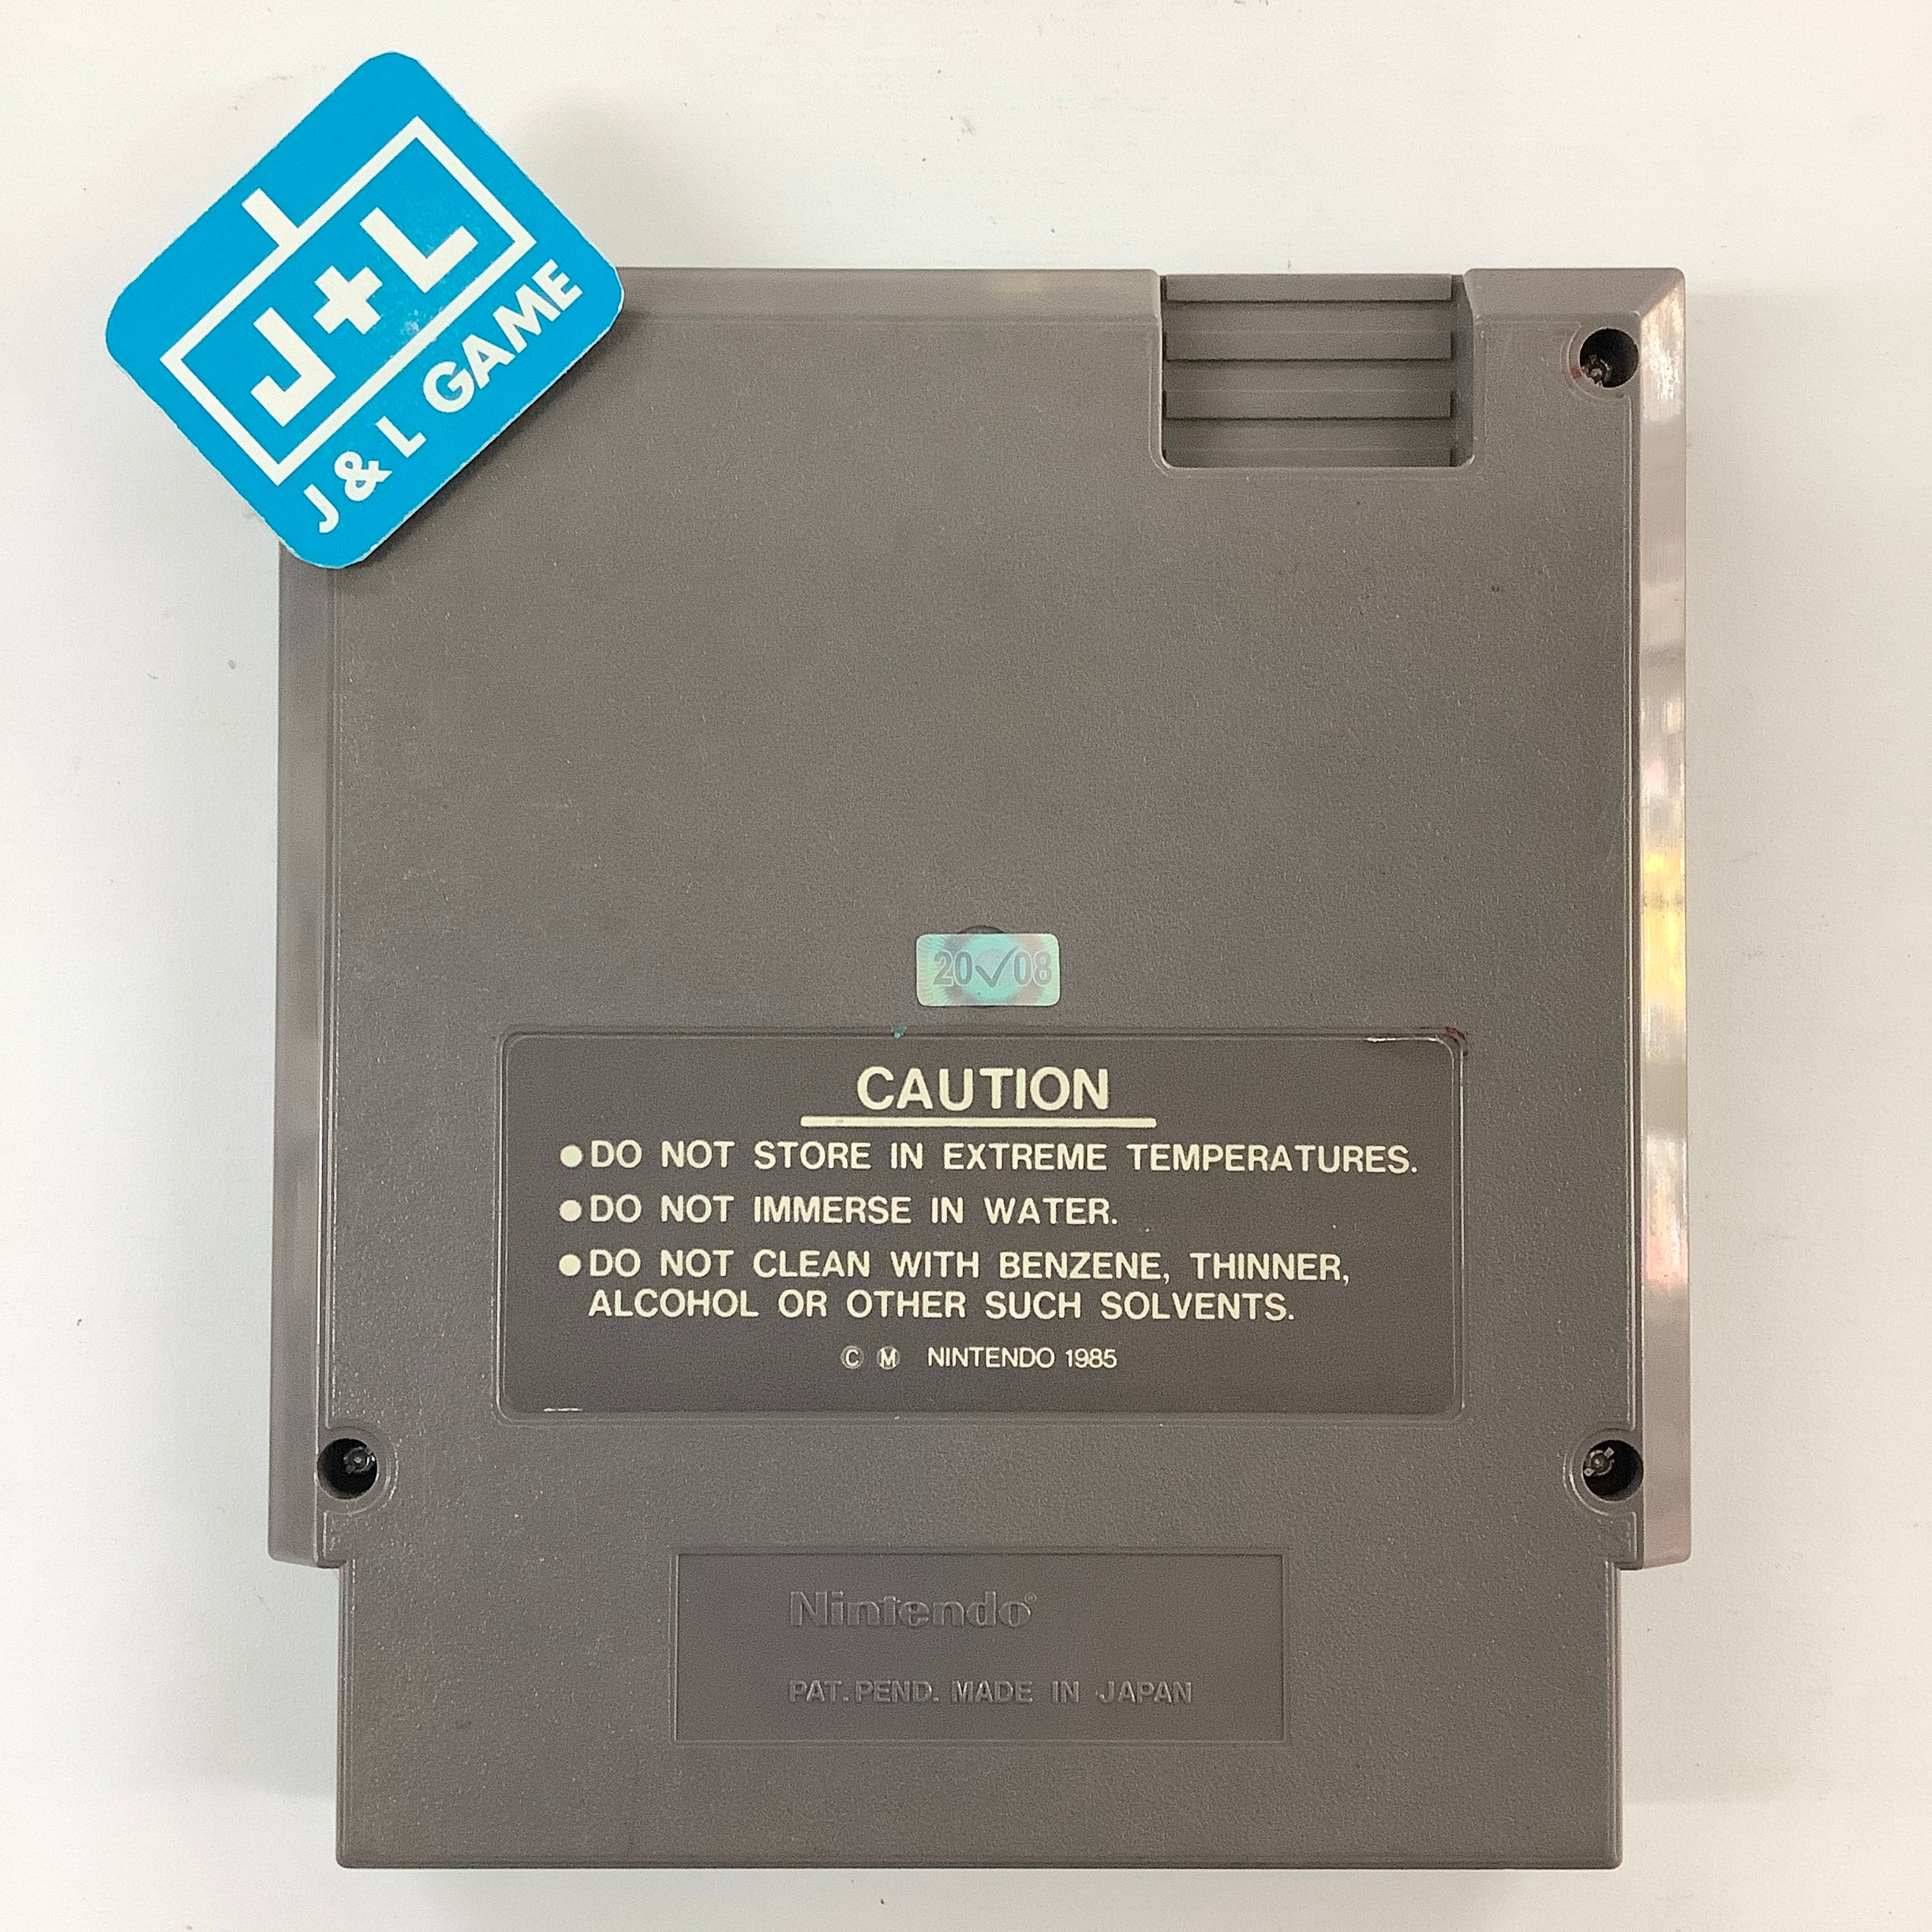 J+L
J & L GAME
20✓08
CAUTION
●DO NOT STORE IN EXTREME TEMPERATURES.
●DO NOT IMMERSE IN WATER.
●DO NOT CLEAN WITH BENZENE, THINNER,
ALCOHOL OR OTHER SUCH SOLVENTS.
Ⓒ Ⓜ NINTENDO 1985
Nintendo®
PAT. PEND. MADE IN JAPAN